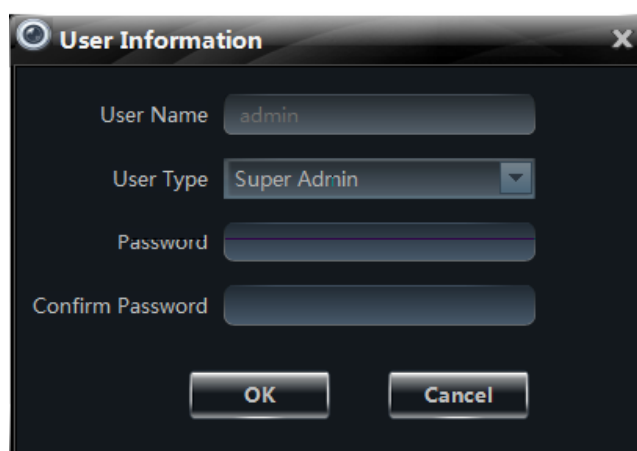 User Information
User Name admin
User Type Super Admin
Password
Confirm Password
OK Cancel